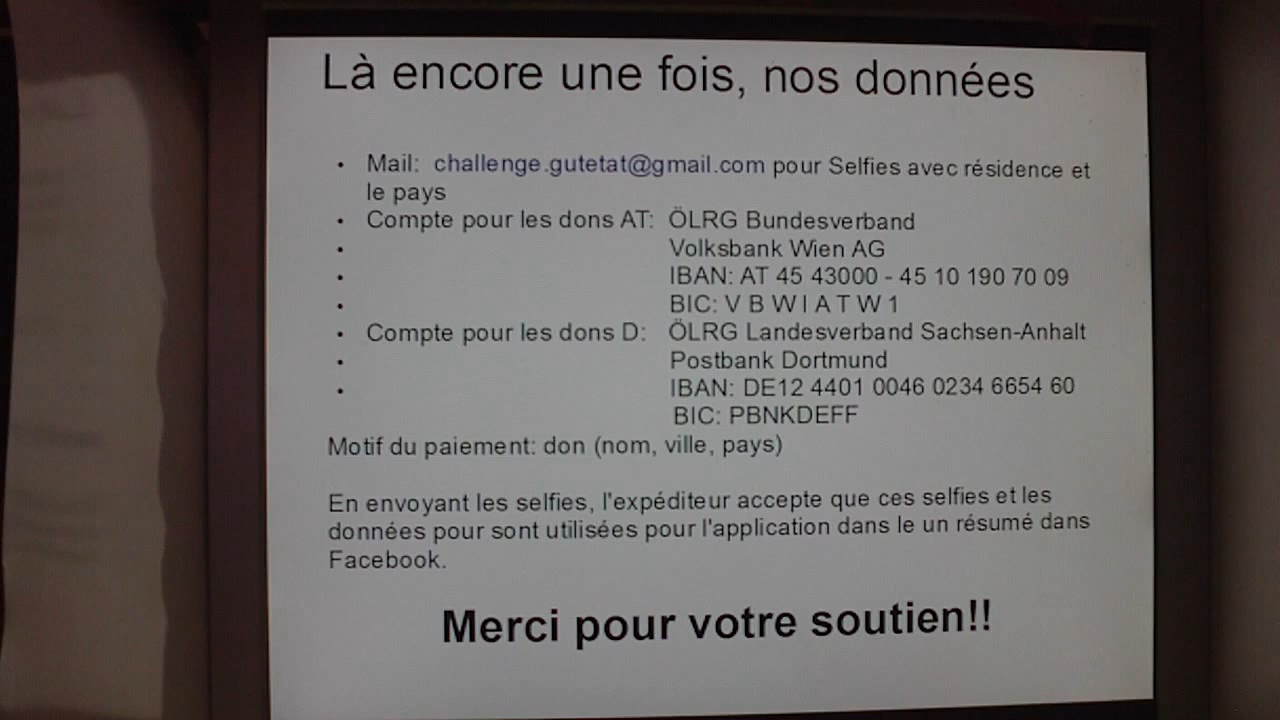 Là encore une fois, nos données
• Mail: challenge.gutetat@gmail.com pour Selfies avec résidence et
le pays
• Compte pour les dons AT: ÖLRG Bundesverband
• Volksbank Wien AG
• IBAN: AT 45 43000 - 45 10 190 70 09
• BIC: V B W I A T W 1
• Compte pour les dons D: ÖLRG Landesverband Sachsen-Anhalt
• Postbank Dortmund
• IBAN: DE12 4401 0046 0234 6654 60
BIC: PBNKDEFF
Motif du paiement: don (nom, ville, pays)
En envoyant les selfies, l'expéditeur accepte que ces selfies et les
données pour sont utilisées pour l'application dans le un résumé dans
Facebook.
Merci pour votre soutien!!